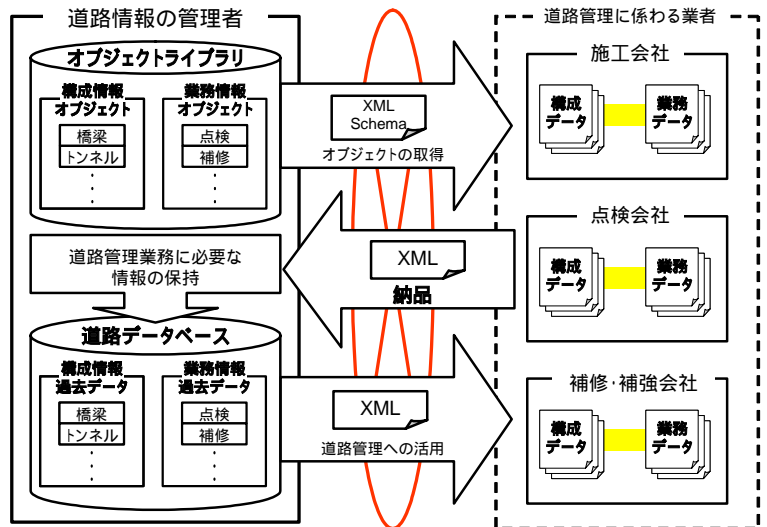 道路情報の管理者
オブジェクトライブラリ
構成情報
オブジェクト
橋梁
トンネル
・
・
・
業務情報
オブジェクト
点検
補修
・
・
・
道路管理業務に必要な
情報の保持
道路データベース
構成情報
過去データ
橋梁
トンネル
・
・
・
業務情報
過去データ
点検
補修
・
・
・
XML
Schema
オブジェクトの取得
XML
納品
XML
道路管理への活用
道路管理に係わる業者
施工会社
構成
データ
業務
データ
点検会社
構成
データ
業務
データ
補修・補強会社
構成
データ
業務
データ